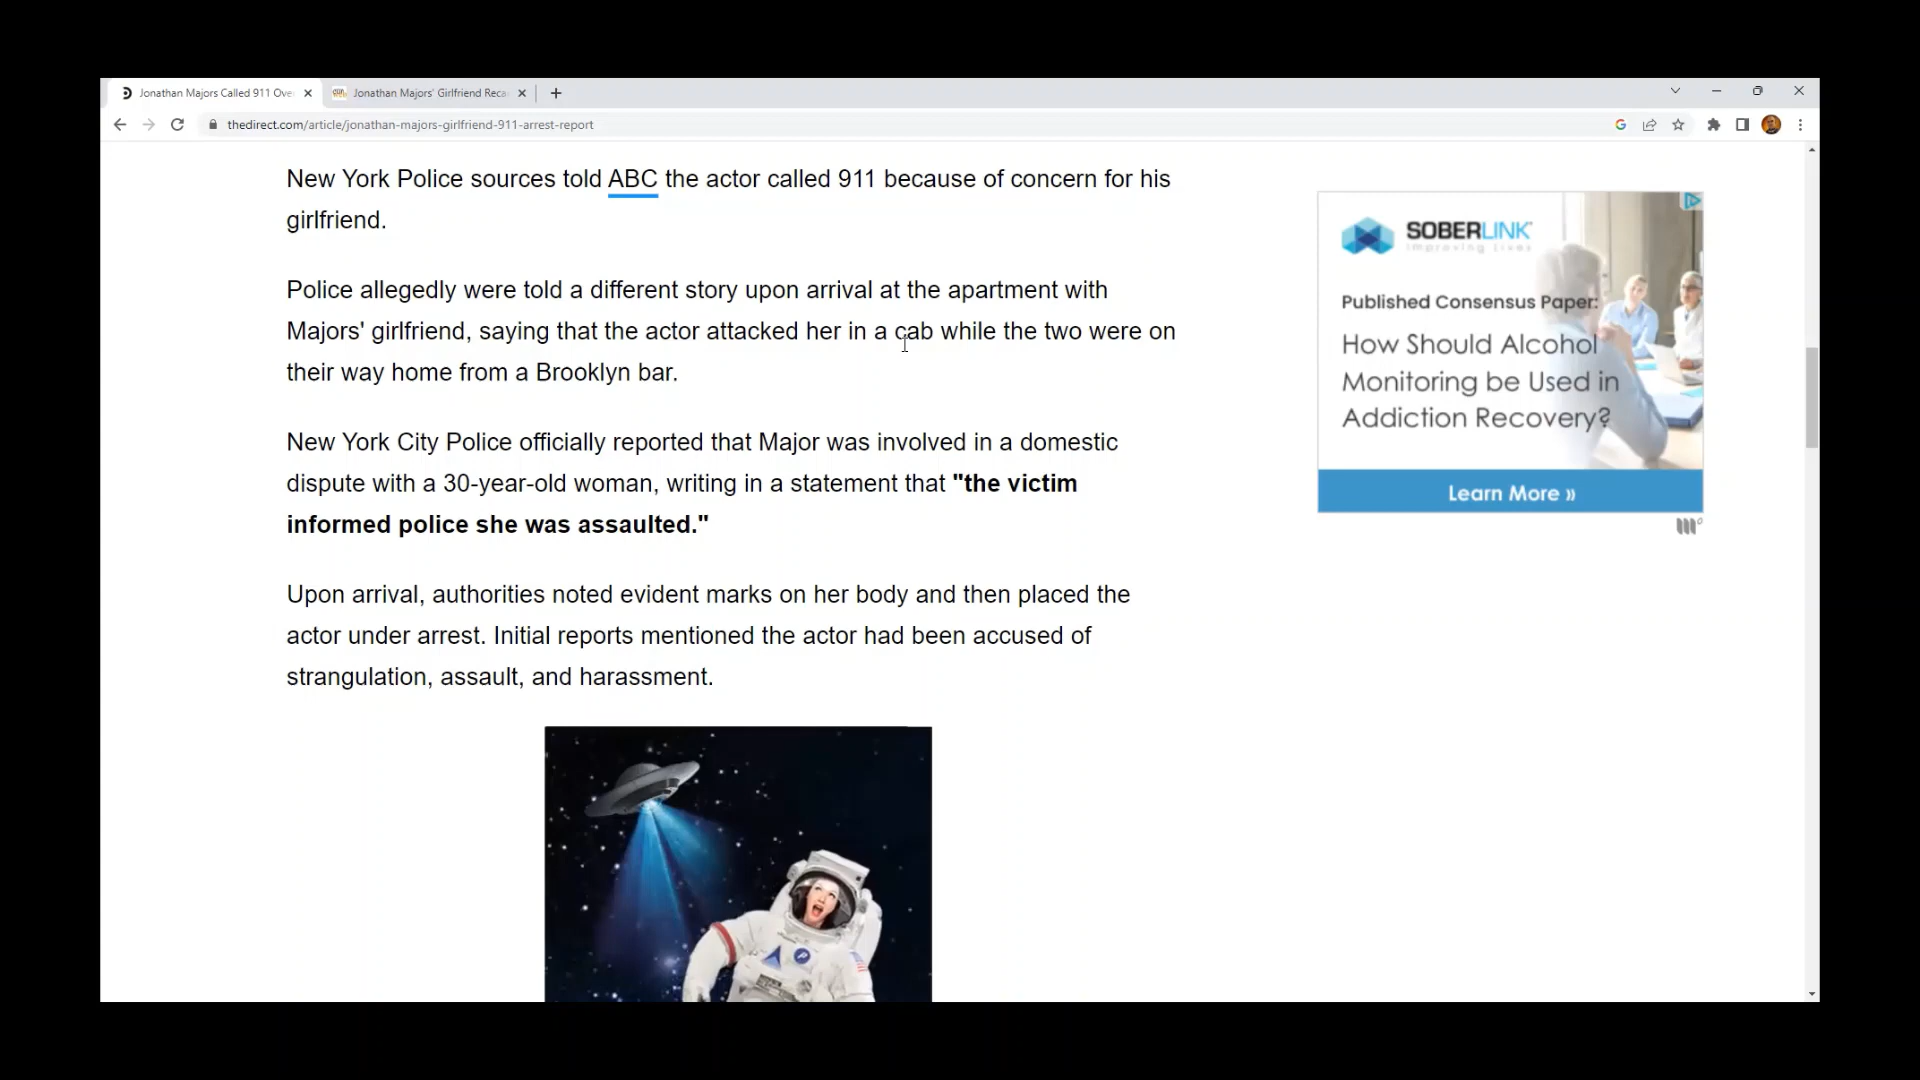 Jonathan Majors Called 911 Ove
Jonathan Majors' Girlfriend Reca
thedirect.com/article/jonathan-majors-girlfriend-911-arrest-report
New York Police sources told ABC the actor called 911 because of concern for his
girlfriend.
Police allegedly were told a different story upon arrival at the apartment with
Majors' girlfriend, saying that the actor attacked her in a cab while the two were on
their way home from a Brooklyn bar.
New York City Police officially reported that Major was involved in a domestic
dispute with a 30-year-old woman, writing in a statement that "the victim
informed police she was assaulted."
Upon arrival, authorities noted evident marks on her body and then placed the
actor under arrest. Initial reports mentioned the actor had been accused of
strangulation, assault, and harassment.
SOBERLINK
improving lives
Published Consensus Paper:
How Should Alcohol
Monitoring be Used in
Addiction Recovery?
Learn More »